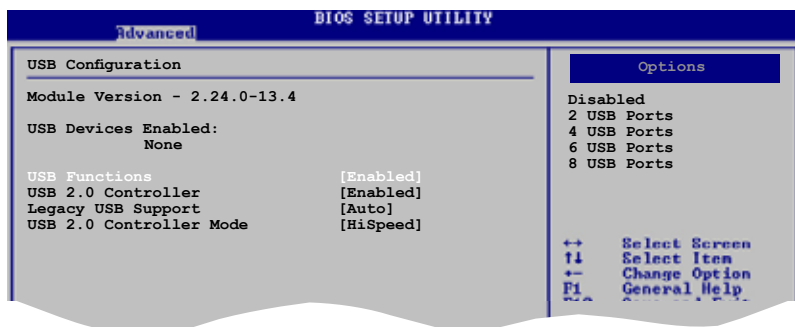 BIOS SETUP UTILITY
Advanced
USB Configuration
Module Version - 2.24.0-13.4
USB Devices Enabled:
None
USB Functions [Enabled]
USB 2.0 Controller [Enabled]
Legacy USB Support [Auto]
USB 2.0 Controller Mode [HiSpeed]
Options
Disabled
2 USB Ports
4 USB Ports
6 USB Ports
8 USB Ports
↔ Select Screen
↑↓ Select Item
+- Change Option
F1 General Help